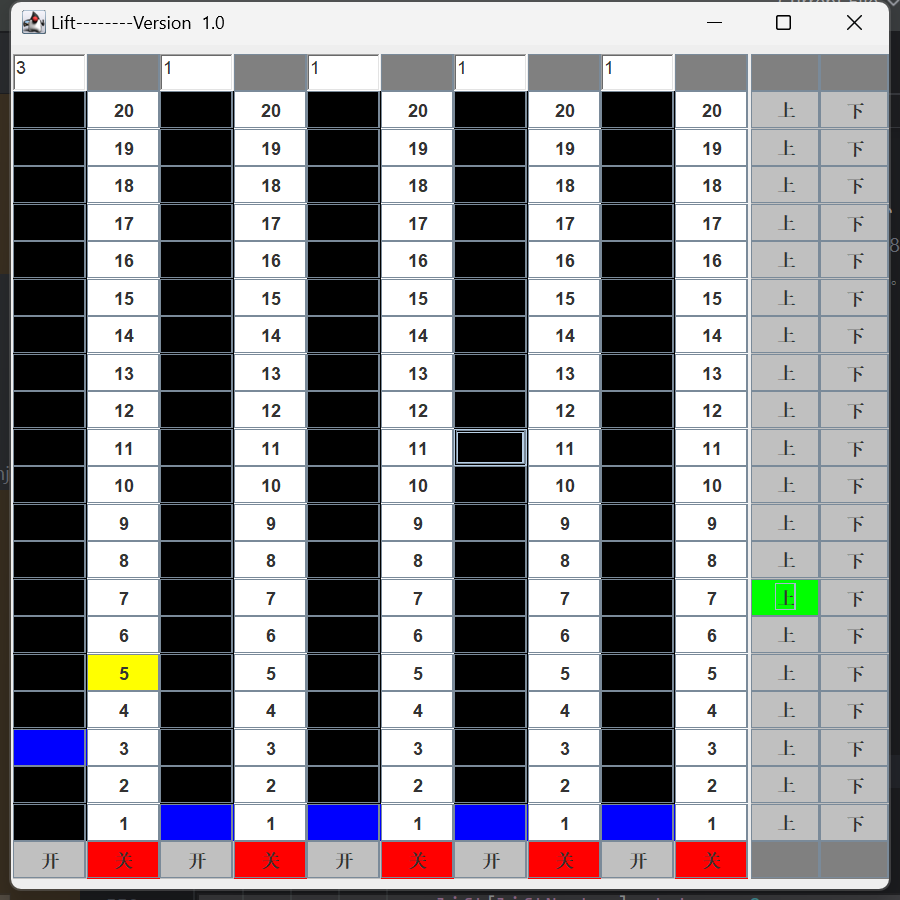 Lift--------Version 1.0
3 1 1 1 1
20 20 20 20 20 上 下
19 19 19 19 19 上 下
18 18 18 18 18 上 下
17 17 17 17 17 上 下
16 16 16 16 16 上 下
15 15 15 15 15 上 下
14 14 14 14 14 上 下
13 13 13 13 13 上 下
12 12 12 12 12 上 下
11 11 11 11 11 上 下
10 10 10 10 10 上 下
9 9 9 9 9 上 下
8 8 8 8 8 上 下
7 7 7 7 7 上 下
6 6 6 6 6 上 下
5 5 5 5 5 上 下
4 4 4 4 4 上 下
3 3 3 3 3 上 下
2 2 2 2 2 上 下
1 1 1 1 1 上 下
开 关 开 关 开 关 开 关 开 关